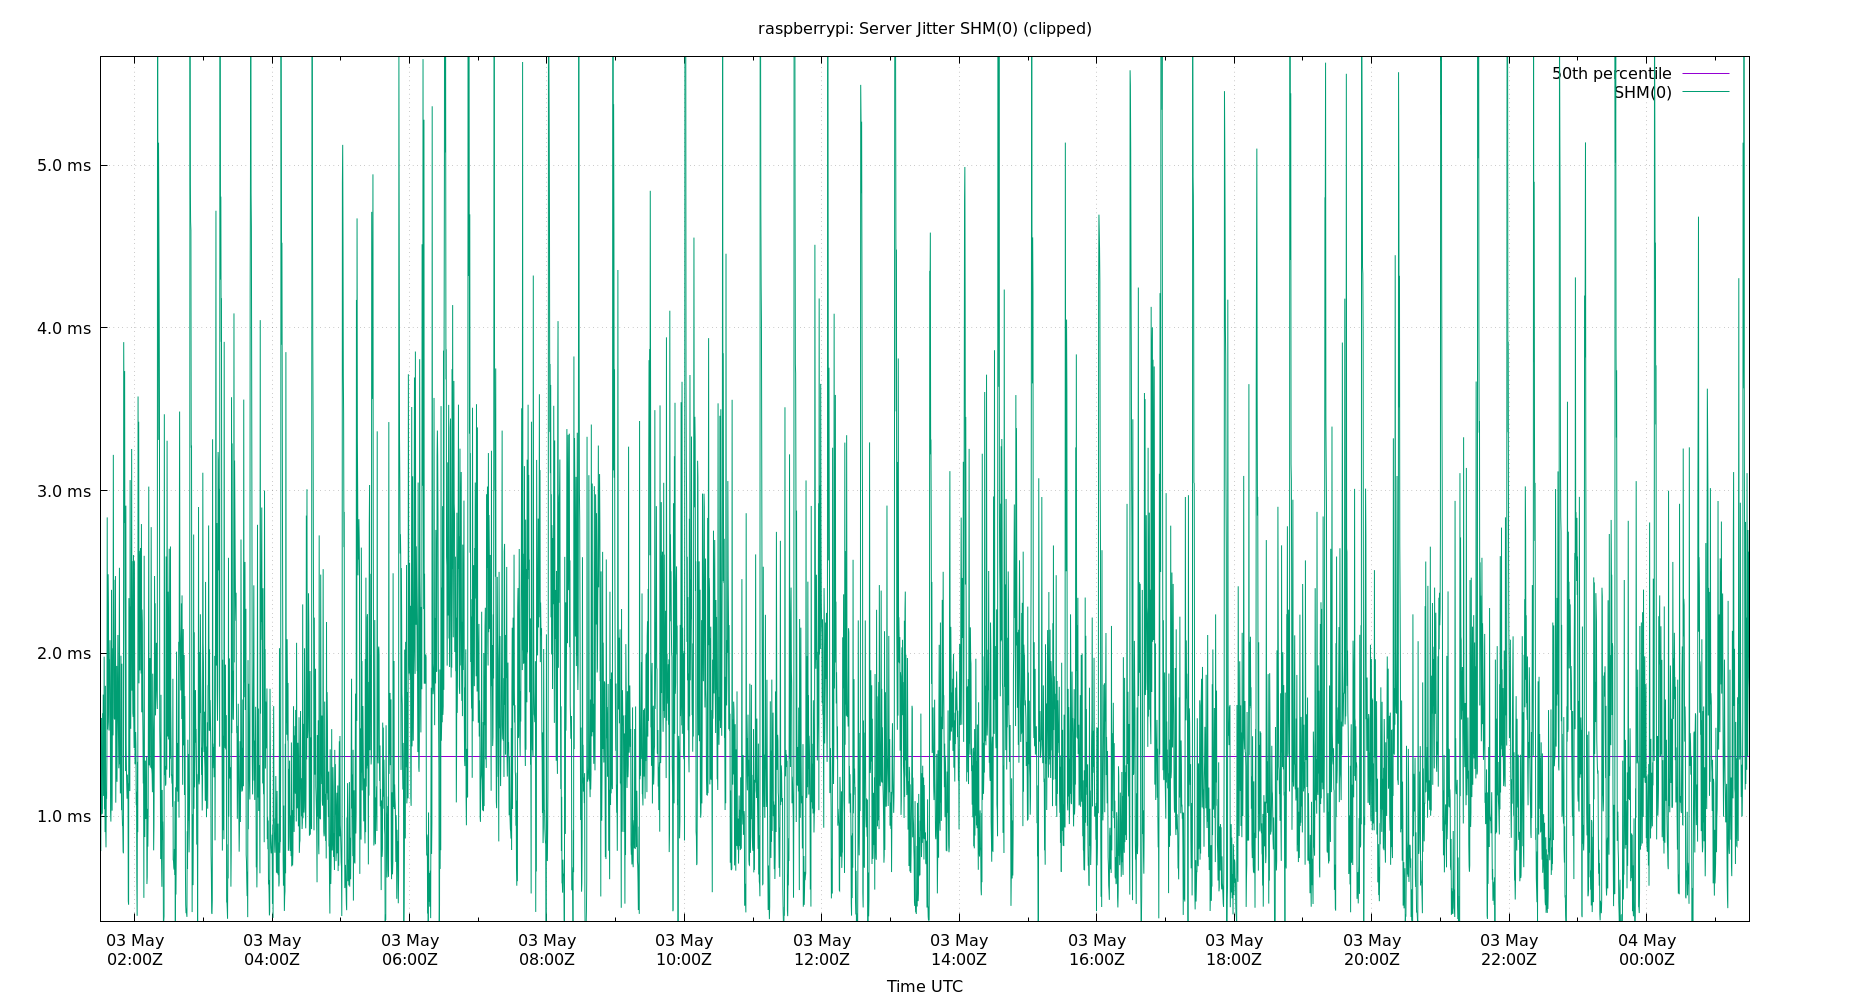 raspberrypi: Server Jitter SHM(0) (clipped)
50th percentile
SHM(0)
5.0 ms
4.0 ms
3.0 ms
2.0 ms
1.0 ms
03 May 03 May 03 May 03 May 03 May 03 May 03 May 03 May 03 May 03 May 03 May 04 May
02:00Z 04:00Z 06:00Z 08:00Z 10:00Z 12:00Z 14:00Z 16:00Z 18:00Z 20:00Z 22:00Z 00:00Z
Time UTC